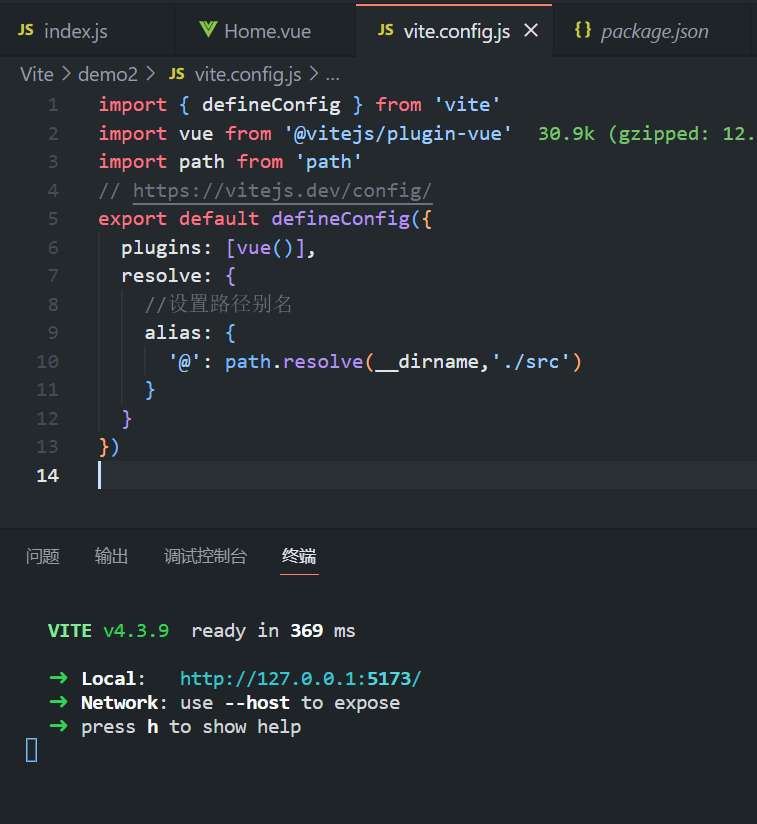 JS index.js Home.vue JS vite.config.js × {} package.json
Vite > demo2 > JS vite.config.js > ...
1 import { defineConfig } from 'vite'
2 import vue from '@vitejs/plugin-vue' 30.9k (gzipped: 12.
3 import path from 'path'
4 // https://vitejs.dev/config/
5 export default defineConfig({
6 plugins: [vue()],
7 resolve: {
8 //设置路径别名
9 alias: {
10 '@': path.resolve(__dirname,'./src')
11 }
12 }
13 })
14
问题 输出 调试控制台 终端
VITE v4.3.9 ready in 369 ms
➜ Local: http://127.0.0.1:5173/
➜ Network: use --host to expose
➜ press h to show help